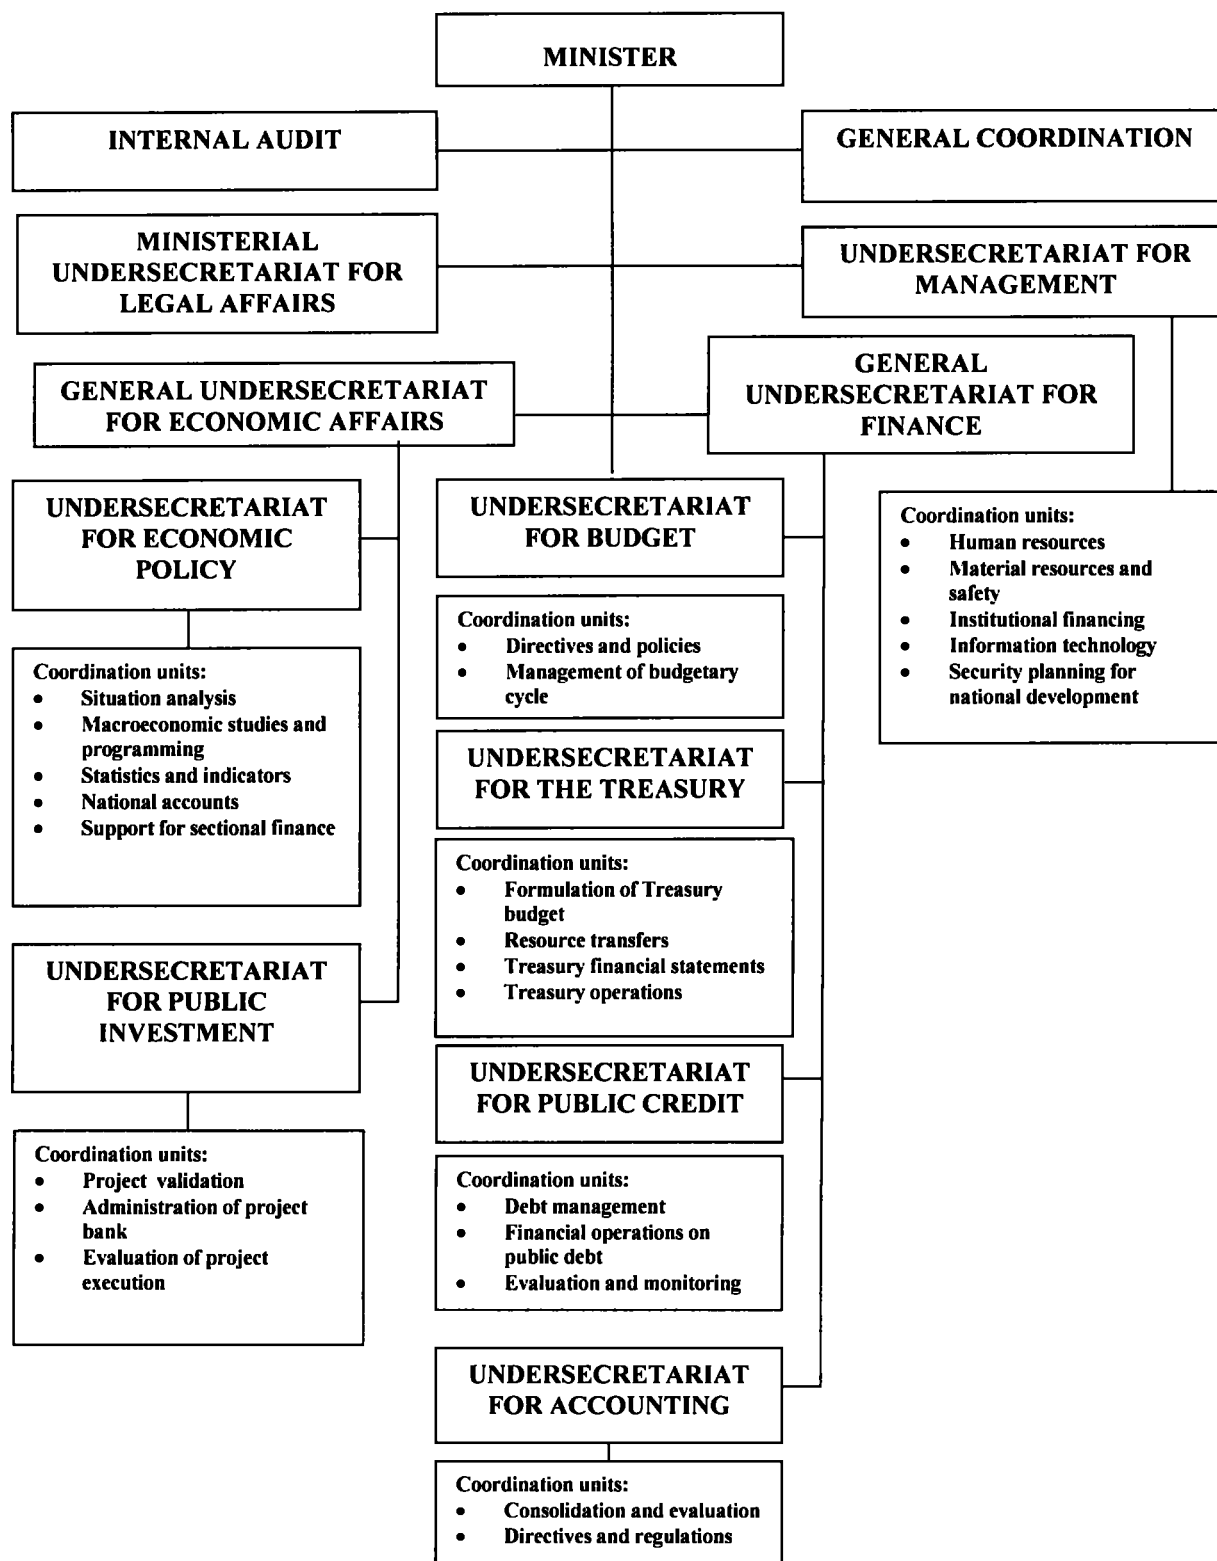 MINISTER
INTERNAL AUDIT
GENERAL COORDINATION
MINISTERIAL
UNDERSECRETARIAT FOR
LEGAL AFFAIRS
UNDERSECRETARIAT FOR
MANAGEMENT
GENERAL UNDERSECRETARIAT
FOR ECONOMIC AFFAIRS
GENERAL
UNDERSECRETARIAT FOR
FINANCE
UNDERSECRETARIAT
FOR ECONOMIC
POLICY
Coordination units:
• Situation analysis
• Macroeconomic studies and
programming
• Statistics and indicators
• National accounts
• Support for sectional finance
UNDERSECRETARIAT
FOR PUBLIC
INVESTMENT
Coordination units:
• Project validation
• Administration of project
bank
• Evaluation of project
execution
UNDERSECRETARIAT
FOR BUDGET
Coordination units:
• Directives and policies
• Management of budgetary
cycle
UNDERSECRETARIAT
FOR THE TREASURY
Coordination units:
• Formulation of Treasury
budget
• Resource transfers
• Treasury financial statements
• Treasury operations
UNDERSECRETARIAT
FOR PUBLIC CREDIT
Coordination units:
• Debt management
• Financial operations on
public debt
• Evaluation and monitoring
UNDERSECRETARIAT
FOR ACCOUNTING
Coordination units:
• Consolidation and evaluation
• Directives and regulations
Coordination units:
• Human resources
• Material resources and
safety
• Institutional financing
• Information technology
• Security planning for
national development